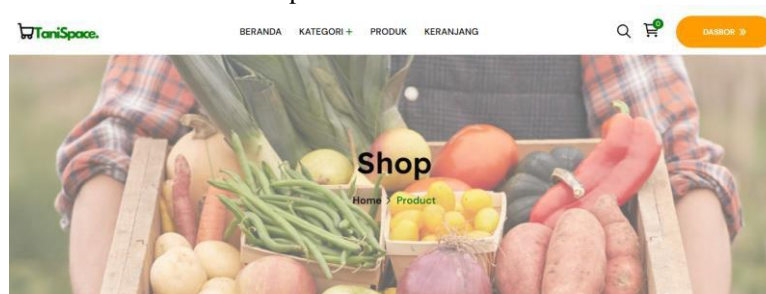 TaniSpace.
BERANDA KATEGORI + PRODUK KERANJANG
0
DASBOR »
Shop
Home > Product